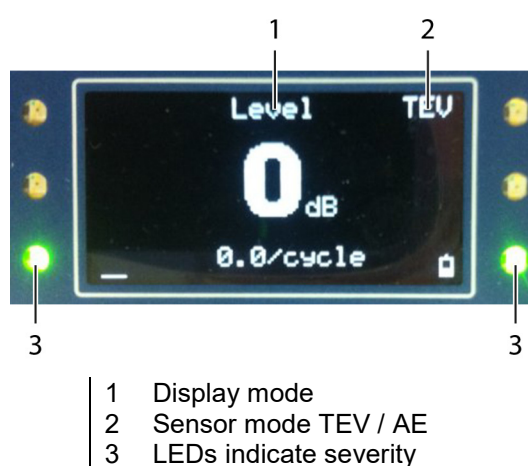 1 2
Level TEV
0 dB
0.0/cycle
3 3
1 Display mode
2 Sensor mode TEV / AE
3 LEDs indicate severity